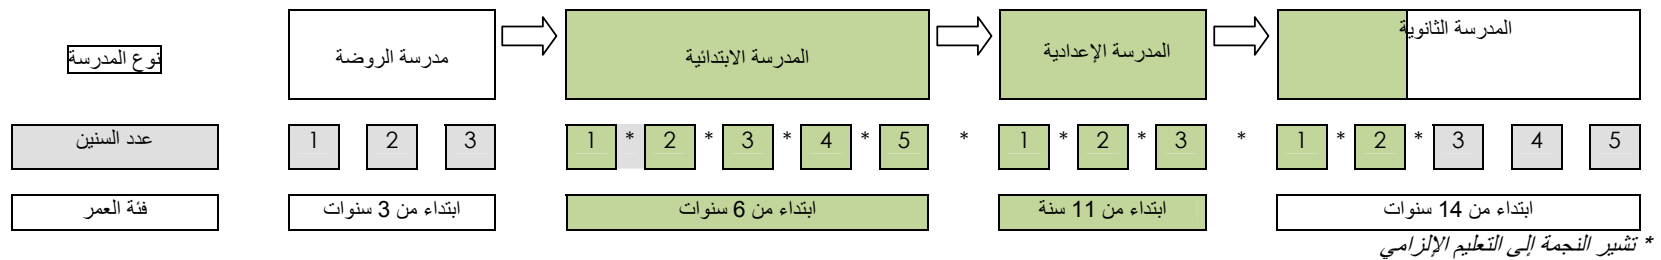 نوع المدرسة
مدرسة الروضة
المدرسة الابتدائية
المدرسة الإعدادية
المدرسة الثانوية
عدد السنين
1 2 3
1 * 2 * 3 * 4 * 5 *
1 * 2 * 3 *
1 * 2 * 3 4 5
فئة العمر
ابتداء من 3 سنوات
ابتداء من 6 سنوات
ابتداء من 11 سنة
ابتداء من 14 سنوات
* تشير النجمة إلى التعليم الإلزامي